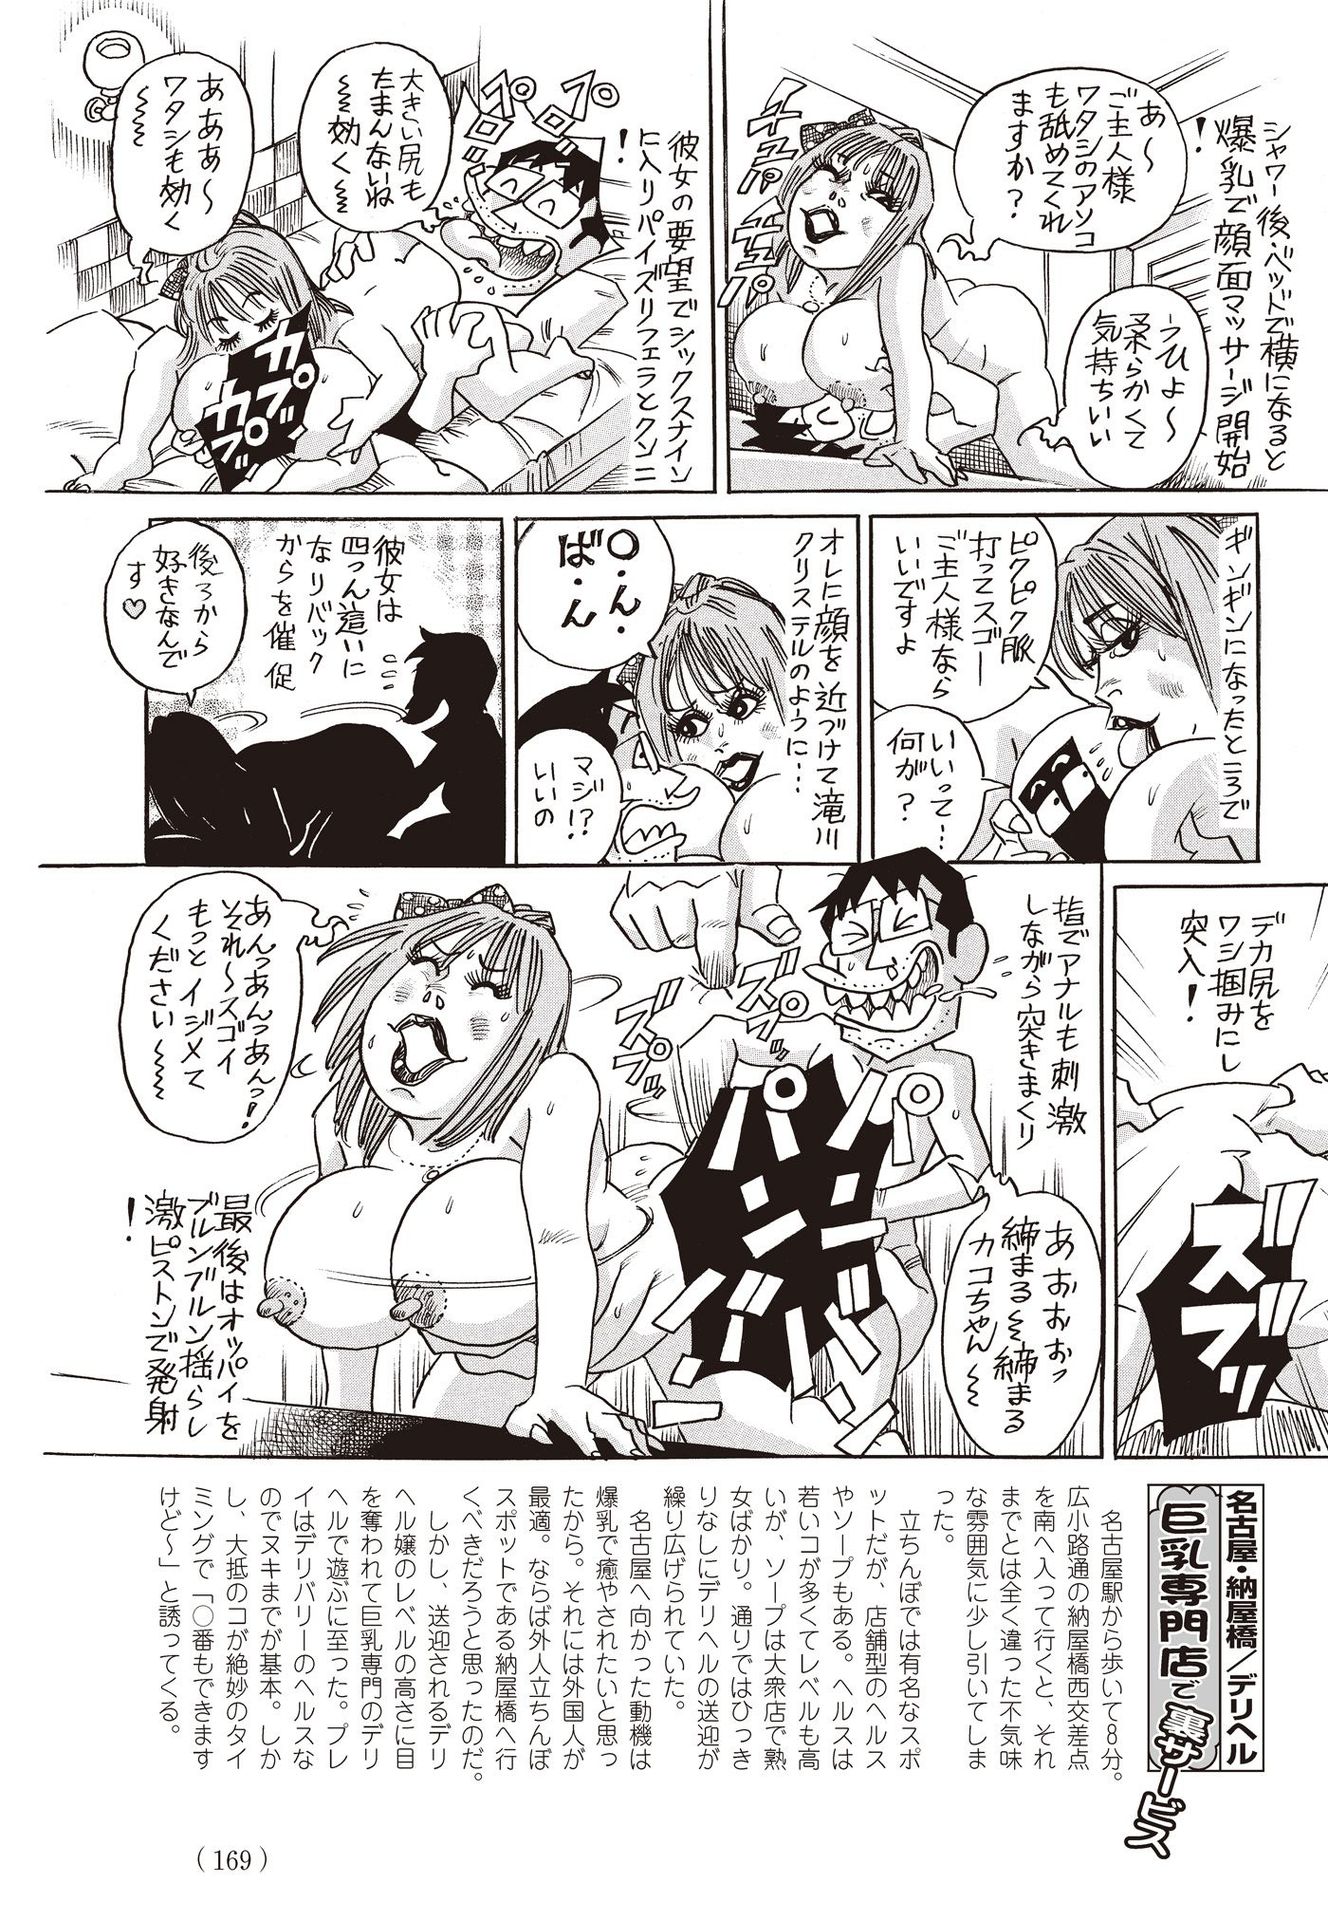 シャワー後・ベッドで横になると
爆乳で顔面マッサージ開始
！
あ〜
ご主人様
ワタシのアソコ
も舐めてくれ
ますか？
うひょ〜
柔らかくて
気持ちいい
彼女の要望でシックスナイン
に入りパイズリフェラとクンニ
！
大きい尻も
たまんないね
〜効く〜
あああ〜
ワタシも効く
〜
カプ
カプ
ギンギンになったところで
ピクピク脈
打ってスゴー
ご主人様なら
いいですよ
いいって…
何が？
オレに顔を近づけて滝川
クリステルのように…
○・ん・
ば・ん
マジ!?
いいの
彼女は
四つん這いに
なりバック
からを催促
後ろから
好きなんで
す♡
デカ尻を
ワシ掴みにし
突入！
ズブ
指でアナルも刺激
しながら突きまくり
ズブ
ズブ
あおおおっ
締まる〜締まる
カコちゃん
〜
パン
パン
あんっあんっあんっ！
それ〜スゴイ
もっとイジメて
ください〜
最後はオッパイを
ブルンブルン揺らし
激ピストンで発射
！
名古屋・納屋橋／デリヘル
巨乳専門店で裏サービス
名古屋駅から歩いて8分。
広小路通の納屋橋西交差点
を南へ入って行くと、それ
までとは全く違った不気味
な雰囲気に少し引いてしま
った。
立ちんぼでは有名なスポ
ットだが、店舗型のヘルス
やソープもある。ヘルスは
若いコが多くてレベルも高
いが、ソープは大衆店で熟
女ばかり。通りではひっき
りなしにデリヘルの送迎が
繰り広げられていた。
名古屋へ向かった動機は
爆乳で癒やされたいと思っ
たから。それには外国人が
最適。ならば外人立ちんぼ
スポットである納屋橋へ行
くべきだろうと思ったのだ。
しかし、送迎されるデリ
ヘル嬢のレベルの高さに目
を奪われて巨乳専門のデリ
ヘルで遊ぶに至った。プレ
イはデリバリーのヘルスな
のでヌキまでが基本。しか
し、大抵のコが絶妙のタイ
ミングで「○番もできます
けど〜」と誘ってくる。
（169）